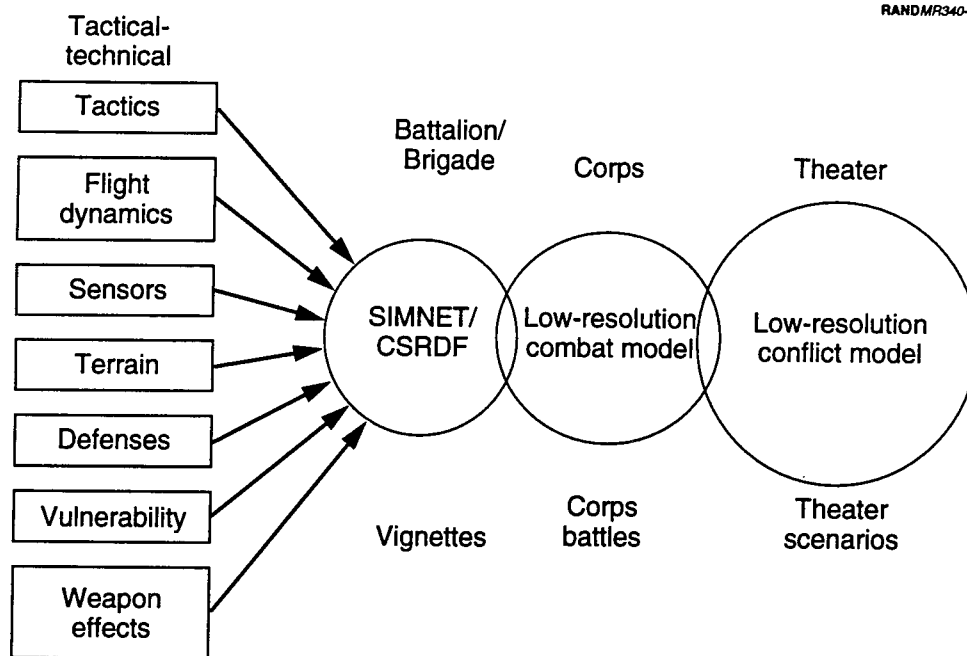 RANDMR340-
Tactical-
technical
Tactics
Flight
dynamics
Sensors
Terrain
Defenses
Vulnerability
Weapon
effects
Battalion/
Brigade
SIMNET/
CSRDF
Vignettes
Corps
Low-resolution
combat model
Corps
battles
Theater
Low-resolution
conflict model
Theater
scenarios